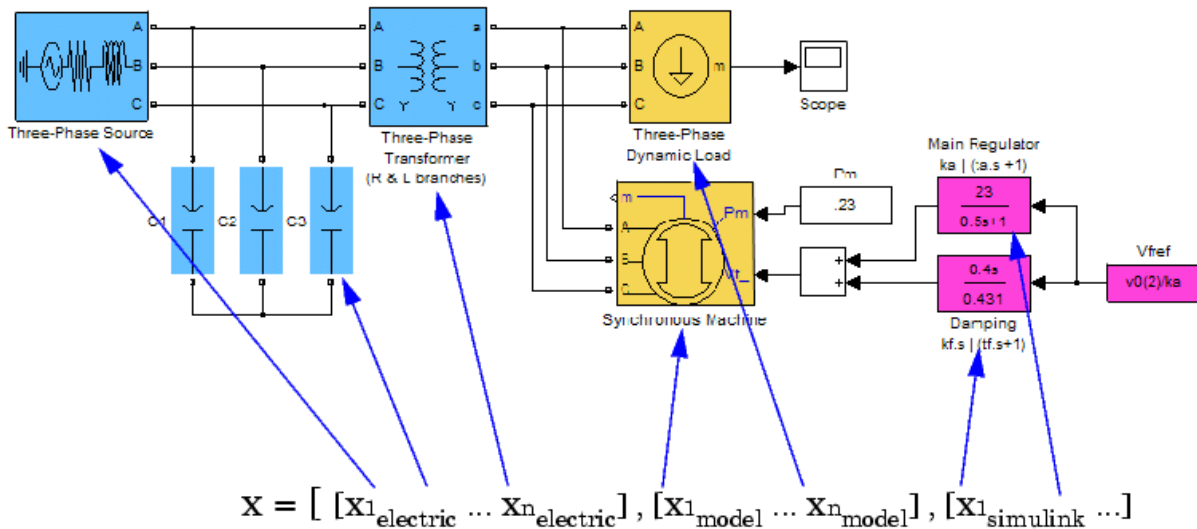 A
B
C
Three-Phase Source
A
B
C
Y Y
a
b
c
Three-Phase
Transformer
(R & L branches)
A
B
C
m
Three-Phase
Dynamic Load
Scope
C1
C2
C3
m
A
B
C
Pm
Vf_
Synchronous Machine
Pm
.23
+
+
Main Regulator
ka | (ta.s +1)
23
0.5s+1
0.4s
0.431
Damping
kf.s | (tf.s+1)
Vfref
v0(2)/ka
X = [ [x1electric ... xnelectric] , [x1model ... xnmodel] , [x1simulink ...]